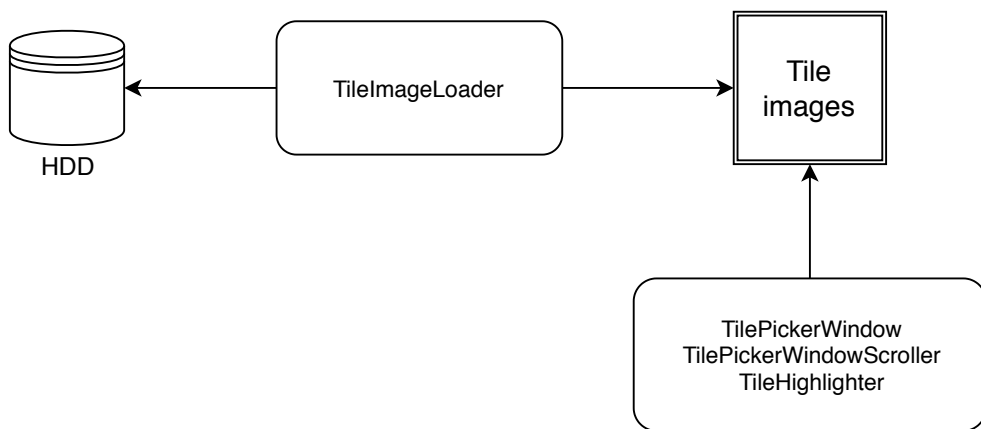 TileImageLoader
Tile
images
HDD
TilePickerWindow
TilePickerWindowScroller
TileHighlighter